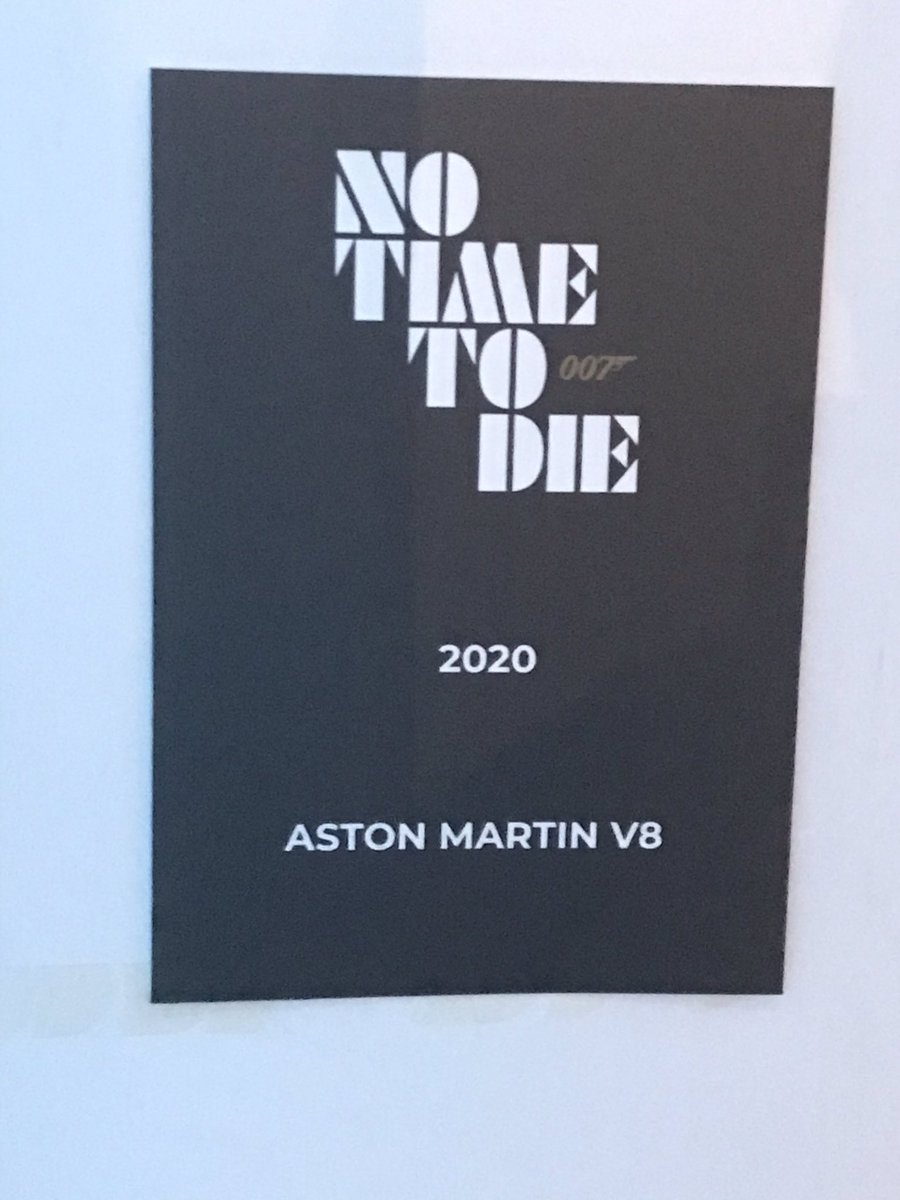 NO
TIME
TO 007
DIE
2020
ASTON MARTIN V8